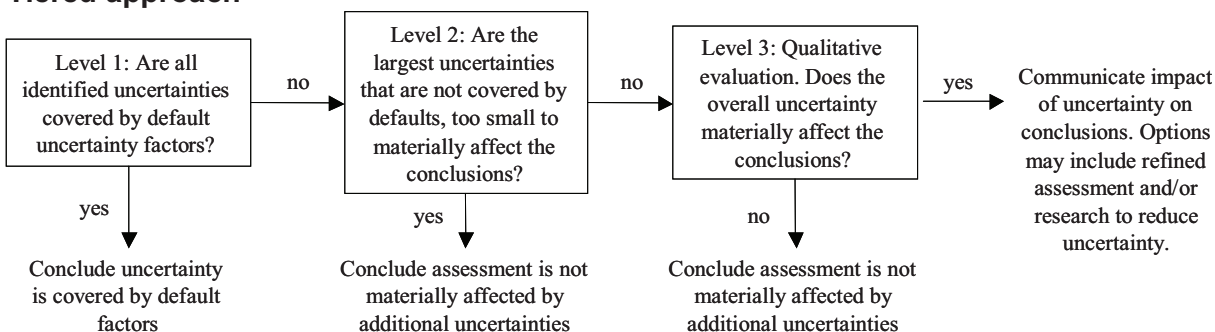 Level 1: Are all
identified uncertainties
covered by default
uncertainty factors?
no
yes
Conclude uncertainty
is covered by default
factors
Level 2: Are the
largest uncertainties
that are not covered by
defaults, too small to
materially affect the
conclusions?
no
yes
Conclude assessment is not
materially affected by
additional uncertainties
Level 3: Qualitative
evaluation. Does the
overall uncertainty
materially affect the
conclusions?
yes
no
Conclude assessment is not
materially affected by
additional uncertainties
Communicate impact
of uncertainty on
conclusions. Options
may include refined
assessment and/or
research to reduce
uncertainty.